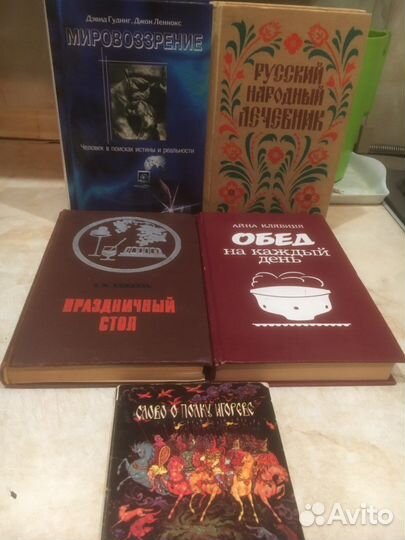 Дэвид Гудинг, Джон Леннокс
МИРОВОЗЗРЕНИЕ
Человек в поисках истины и реальности
РУССКИЙ
НАРОДНЫЙ
ЛЕЧЕБНИК
ПРАЗДНИЧНЫЙ
СТОЛ
АЙНА КЛЯВИНЯ
ОБЕД
на каждый
день
СЛОВО О ПОЛКУ ИГОРЕВЕ
Avito